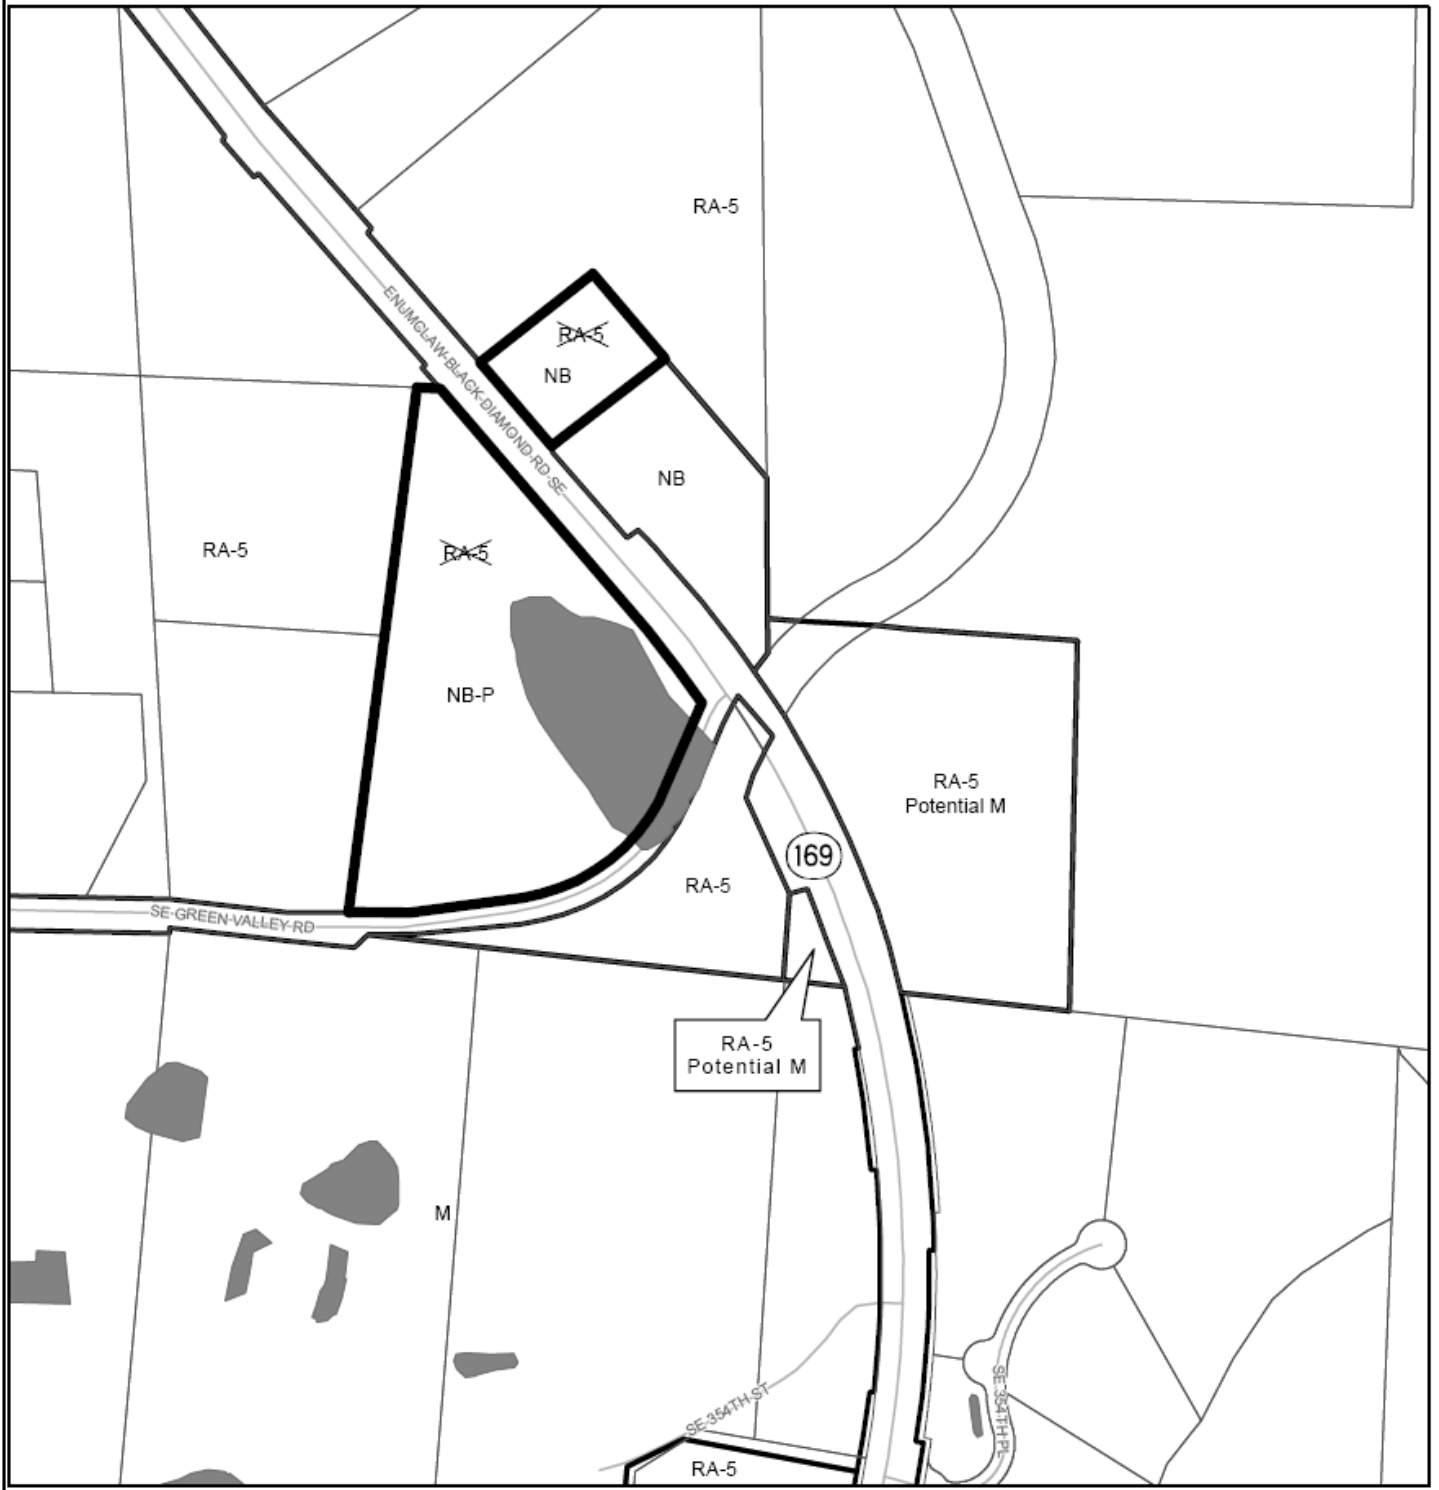 RA-5
RA-5
NB
ENUMCLAW-BLACK-DIAMOND-RD-SE
NB
RA-5
RA-5
NB-P
RA-5
Potential M
169
RA-5
SE-GREEN-VALLEY-RD
RA-5
Potential M
M
SE-354TH-ST
SE-354TH-PL
RA-5